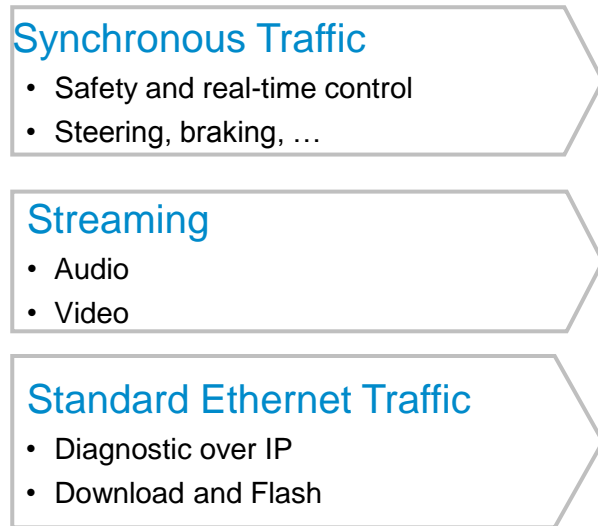 Synchronous Traffic
• Safety and real-time control
• Steering, braking, …
Streaming
• Audio
• Video
Standard Ethernet Traffic
• Diagnostic over IP
• Download and Flash